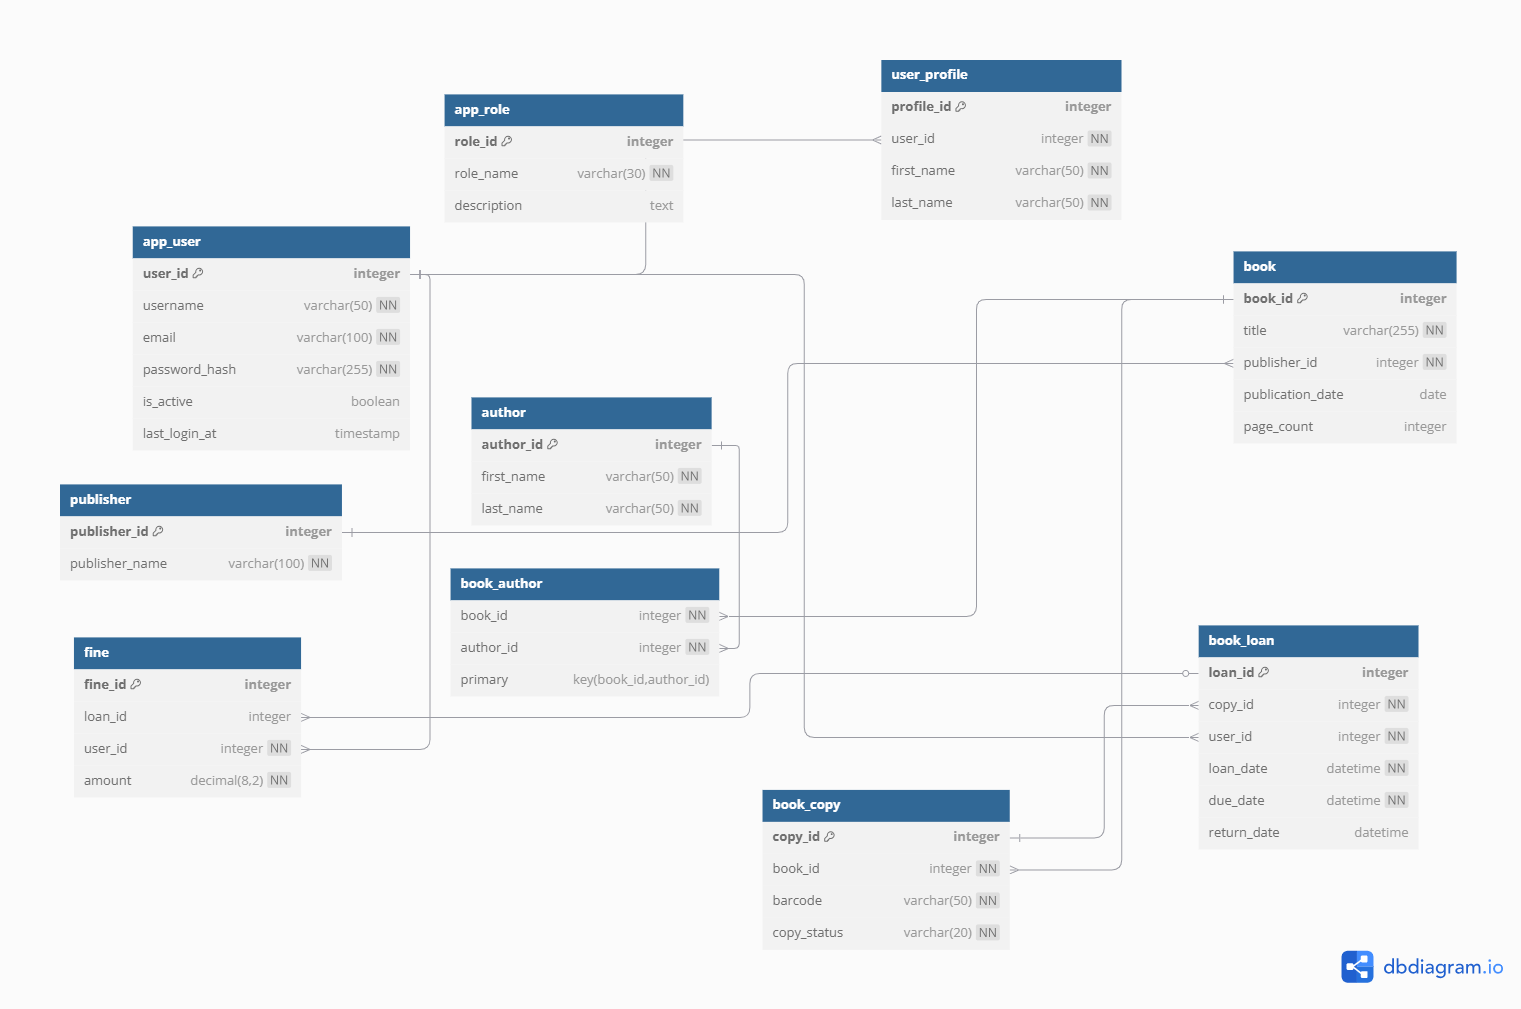 user_profile
profile_id integer
user_id integer NN
first_name varchar(50) NN
last_name varchar(50) NN
app_role
role_id integer
role_name varchar(30) NN
description text
app_user
user_id integer
username varchar(50) NN
email varchar(100) NN
password_hash varchar(255) NN
is_active boolean
last_login_at timestamp
book
book_id integer
title varchar(255) NN
publisher_id integer NN
publication_date date
page_count integer
author
author_id integer
first_name varchar(50) NN
last_name varchar(50) NN
publisher
publisher_id integer
publisher_name varchar(100) NN
book_author
book_id integer NN
author_id integer NN
primary key(book_id,author_id)
fine
fine_id integer
loan_id integer
user_id integer NN
amount decimal(8,2) NN
book_loan
loan_id integer
copy_id integer NN
user_id integer NN
loan_date datetime NN
due_date datetime NN
return_date datetime
book_copy
copy_id integer
book_id integer NN
barcode varchar(50) NN
copy_status varchar(20) NN
dbdiagram.io